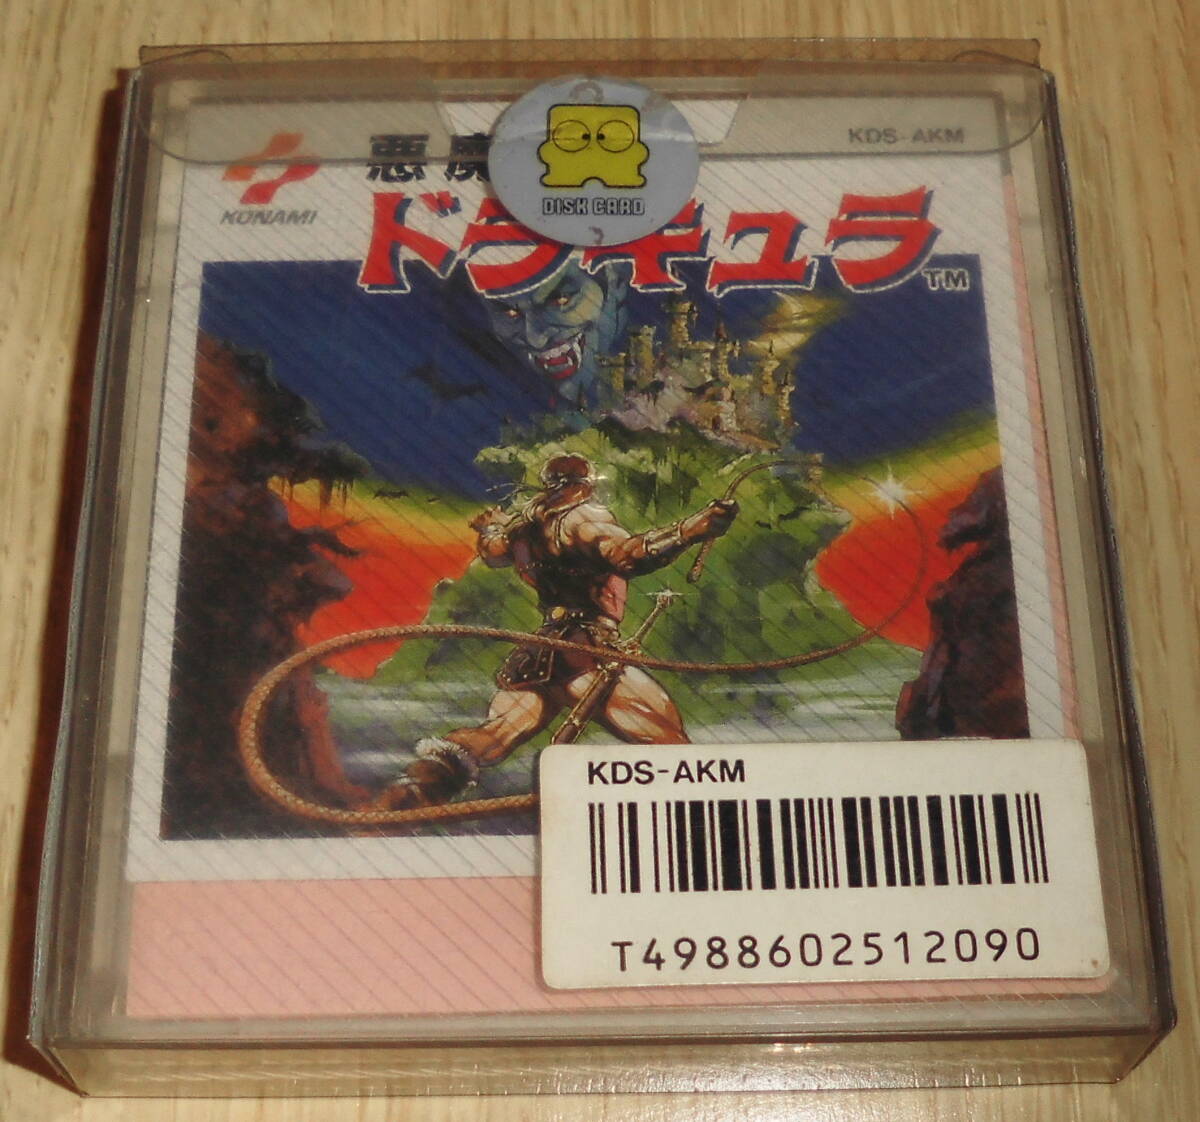 KONAMI
悪魔
KDS-AKM
DISK CARD
ドラキュラ
TM
KDS-AKM
T4988602512090